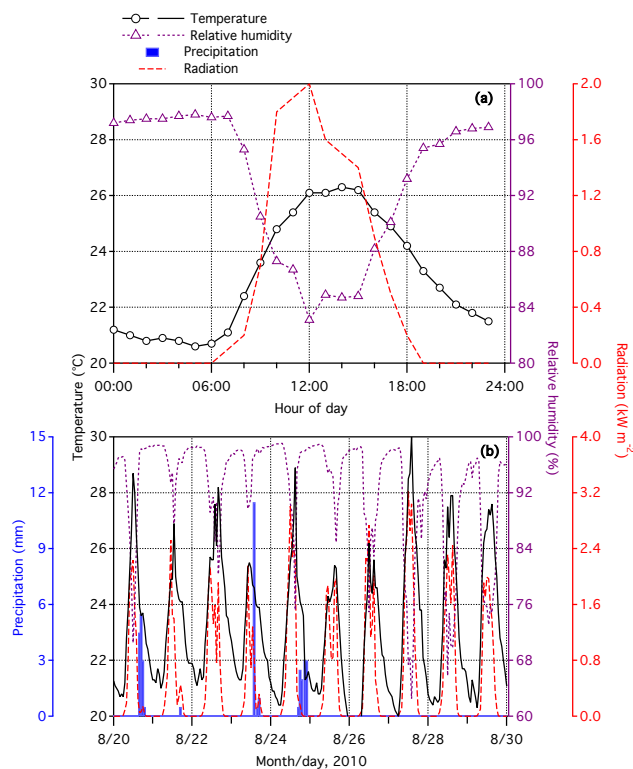 Temperature
Relative humidity
Precipitation
Radiation
30 100 2.0
(a)
28 96 1.6
26 92 1.2
24 88 0.8
22 84 0.4
20 80 0.0
00:00 06:00 12:00 18:00 24:00
Hour of day
Temperature (°C)
Relative humidity (%)
Radiation (kW m-2)
15 30 100 4.0
(b)
12 28 92 3.2
9 26 84 2.4
6 24 76 1.6
3 22 68 0.8
0 20 60 0.0
Precipitation (mm)
8/20 8/22 8/24 8/26 8/28 8/30
Month/day, 2010